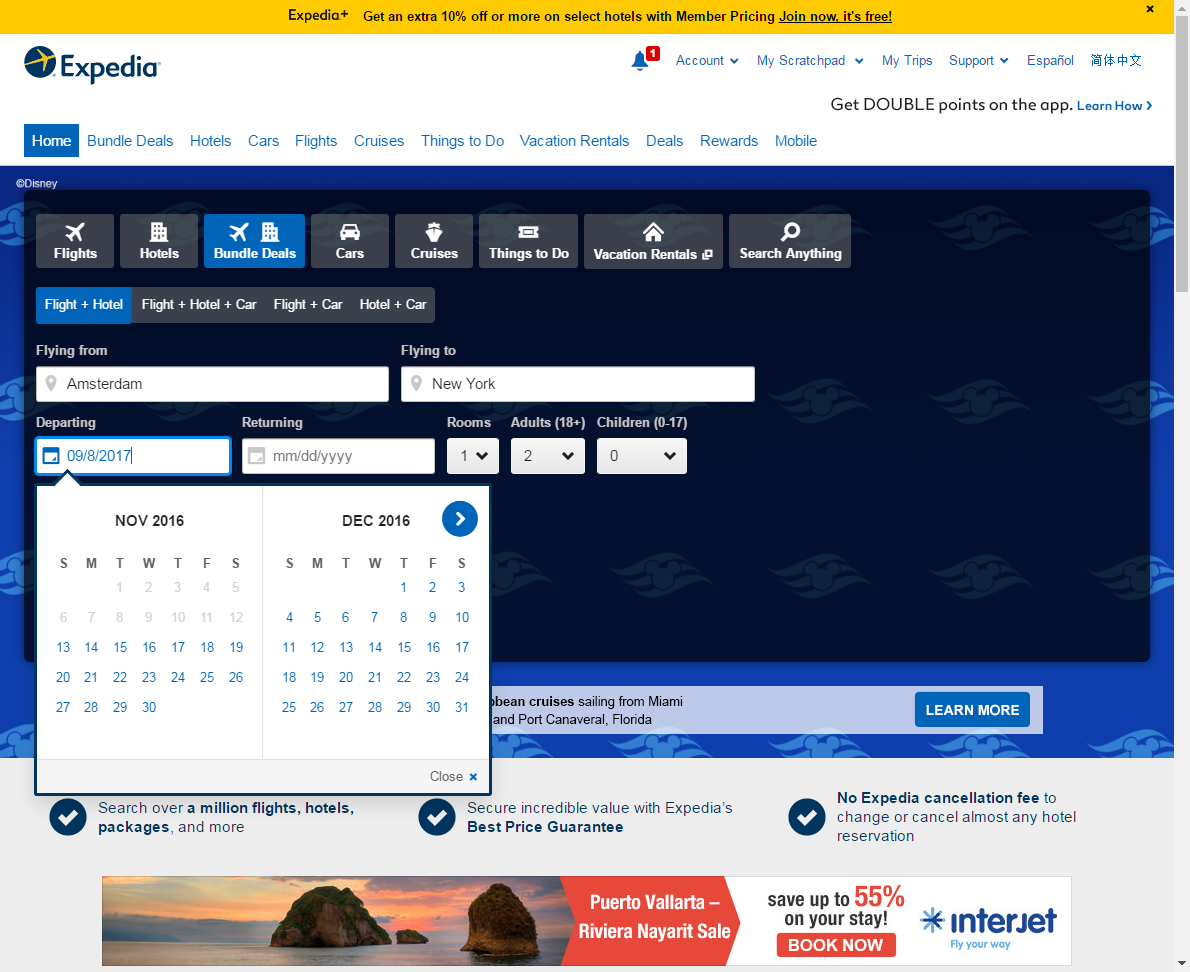 Expedia+ Get an extra 10% off or more on select hotels with Member Pricing Join now, it's free! ×
Expedia
1 Account My Scratchpad My Trips Support Español 简体中文
Get DOUBLE points on the app. Learn How
Home Bundle Deals Hotels Cars Flights Cruises Things to Do Vacation Rentals Deals Rewards Mobile
©Disney
Flights Hotels Bundle Deals Cars Cruises Things to Do Vacation Rentals Search Anything
Flight + Hotel Flight + Hotel + Car Flight + Car Hotel + Car
Flying from Flying to
Amsterdam New York
Departing Returning Rooms Adults (18+) Children (0-17)
09/8/2017 mm/dd/yyyy 1 2 0
NOV 2016 DEC 2016
S M T W T F S S M T W T F S
1 2 3 4 5 1 2 3
6 7 8 9 10 11 12 4 5 6 7 8 9 10
13 14 15 16 17 18 19 11 12 13 14 15 16 17
20 21 22 23 24 25 26 18 19 20 21 22 23 24
27 28 29 30 25 26 27 28 29 30 31
Close ×
bbean cruises sailing from Miami
and Port Canaveral, Florida
LEARN MORE
Search over a million flights, hotels,
packages, and more
Secure incredible value with Expedia's
Best Price Guarantee
No Expedia cancellation fee to
change or cancel almost any hotel
reservation
Puerto Vallarta –
Riviera Nayarit Sale
save up to 55%
on your stay!
BOOK NOW
interjet
Fly your way